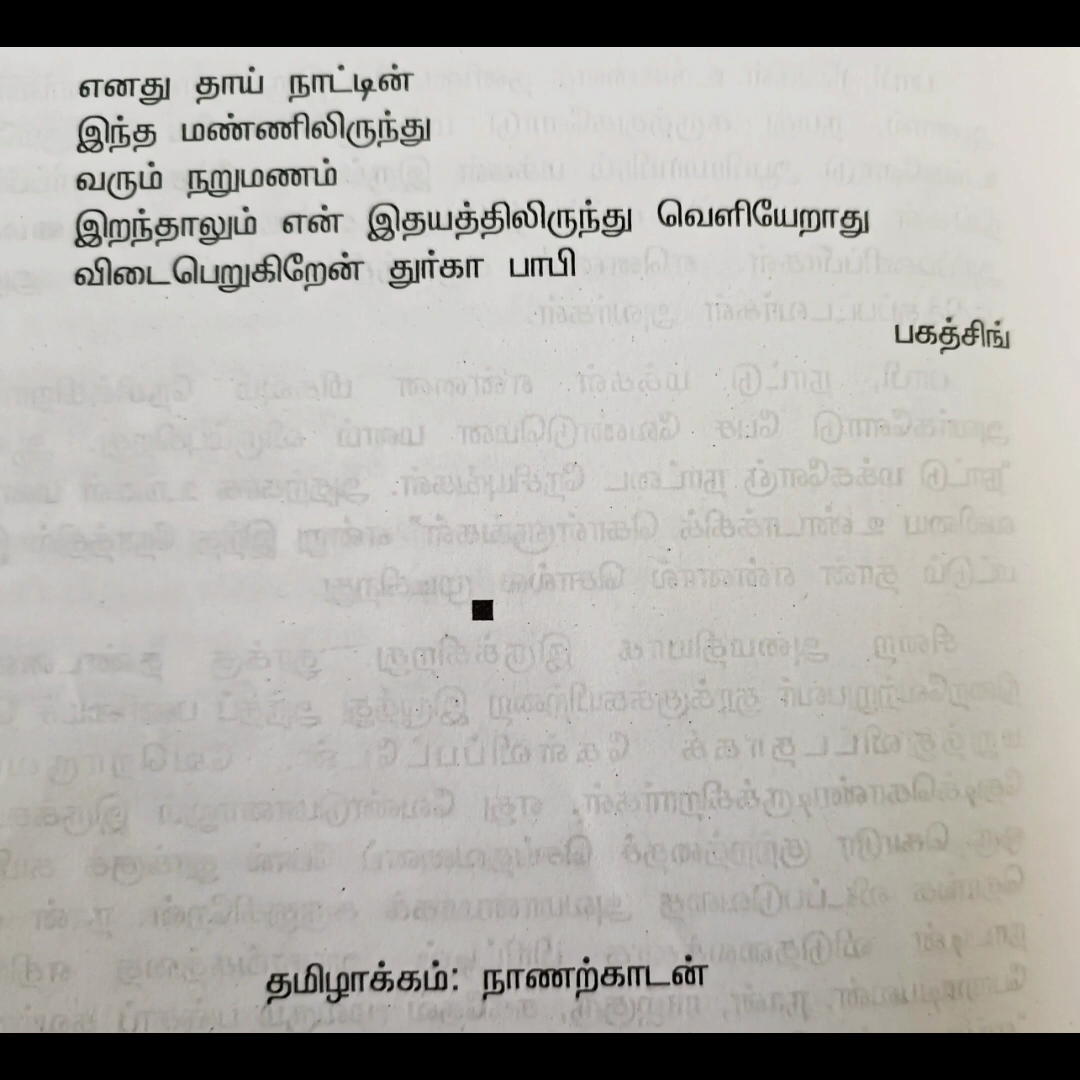 எனது தாய் நாட்டின்
இந்த மண்ணிலிருந்து
வரும் நறுமணம்
இறந்தாலும் என் இதயத்திலிருந்து வெளியேறாது
விடைபெறுகிறேன் துர்கா பாபி
பகத்சிங்
தமிழாக்கம்: நாணற்காடன்